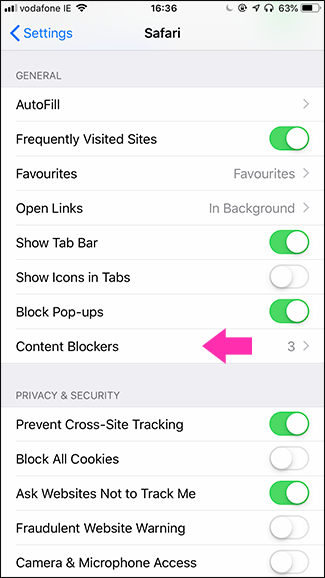 vodafone IE 16:36 63%
Settings Safari
GENERAL
AutoFill
Frequently Visited Sites
Favourites Favourites
Open Links In Background
Show Tab Bar
Show Icons in Tabs
Block Pop-ups
Content Blockers 3
PRIVACY & SECURITY
Prevent Cross-Site Tracking
Block All Cookies
Ask Websites Not to Track Me
Fraudulent Website Warning
Camera & Microphone Access